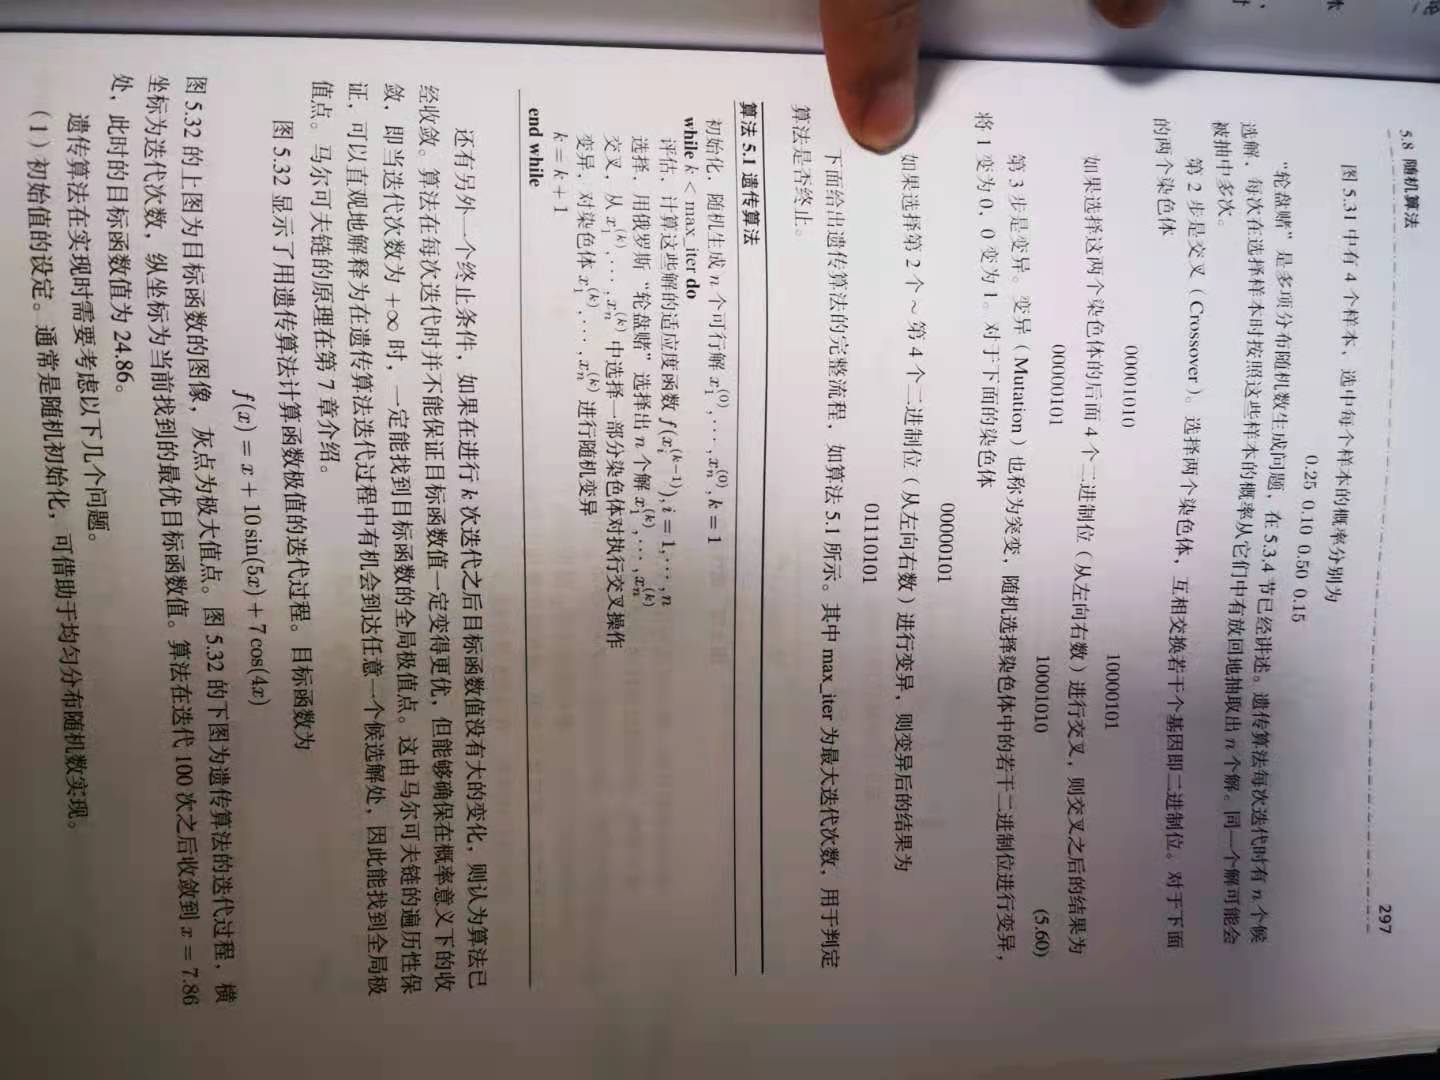 5.8 随机算法
297
图 5.31 中有 4 个样本，选中每个样本的概率分别为
0.25 0.10 0.50 0.15
“轮盘赌”是多项分布随机数生成问题，在 5.3.4 节已经讲述。遗传算法每次迭代时有 n 个候
选解，每次在选择样本时按照这些样本的概率从它们中有放回地抽取出 n 个解。同一个解可能会
被抽中多次。
第 2 步是交叉（Crossover）。选择两个染色体，互相交换若干个基因即二进制位。对于下面
的两个染色体
00001010 10000101
如果选择这两个染色体的后面 4 个二进制位（从左向右数）进行交叉，则交叉之后的结果为
00000101 10001010 (5.60)
第 3 步是变异。变异（Mutation）也称为突变，随机选择染色体中的若干二进制位进行变异，
将 1 变为 0，0 变为 1。对于下面的染色体
00000101
如果选择第 2 个 ~ 第 4 个二进制位（从左向右数）进行变异，则变异后的结果为
01110101
下面给出遗传算法的完整流程，如算法 5.1 所示。其中 max_iter 为最大迭代次数，用于判定
算法是否终止。
算法 5.1 遗传算法
初始化，随机生成 n 个可行解 x₁⁽⁰⁾, ⋯ , xₙ⁽⁰⁾, k = 1
while k < max_iter do
评估，计算这些解的适应度函数 f(xᵢ⁽ᵏ⁻¹⁾), i = 1, ⋯ , n
选择，用俄罗斯“轮盘赌”选择出 n 个解 x₁⁽ᵏ⁾, ⋯ , xₙ⁽ᵏ⁾
交叉，从 x₁⁽ᵏ⁾, ⋯ , xₙ⁽ᵏ⁾ 中选择一部分染色体对执行交叉操作
变异，对染色体 x₁⁽ᵏ⁾, ⋯ , xₙ⁽ᵏ⁾ 进行随机变异
k = k + 1
end while
还有另外一个终止条件，如果在进行 k 次迭代之后目标函数值没有大的变化，则认为算法已
经收敛。算法在每次迭代时并不能保证目标函数值一定变得更优，但能够确保在概率意义下的收
敛，即当迭代次数为 +∞ 时，一定能找到目标函数的全局极值点。这由马尔可夫链的遍历性保
证，可以直观地解释为在遗传算法迭代过程中有机会到达任意一个候选解处，因此能找到全局极
值点。马尔可夫链的原理在第 7 章介绍。
图 5.32 显示了用遗传算法计算函数极值的迭代过程。目标函数为
f(x) = x + 10 sin(5x) + 7 cos(4x)
图 5.32 的上图为目标函数的图像，灰点为极大值点。图 5.32 的下图为遗传算法的迭代过程，横
坐标为迭代次数，纵坐标为当前找到的最优目标函数值。算法在迭代 100 次之后收敛到 x = 7.86
处，此时的目标函数值为 24.86。
遗传算法在实现时需要考虑以下几个问题。
（1）初始值的设定。通常是随机初始化，可借助于均匀分布随机数实现。